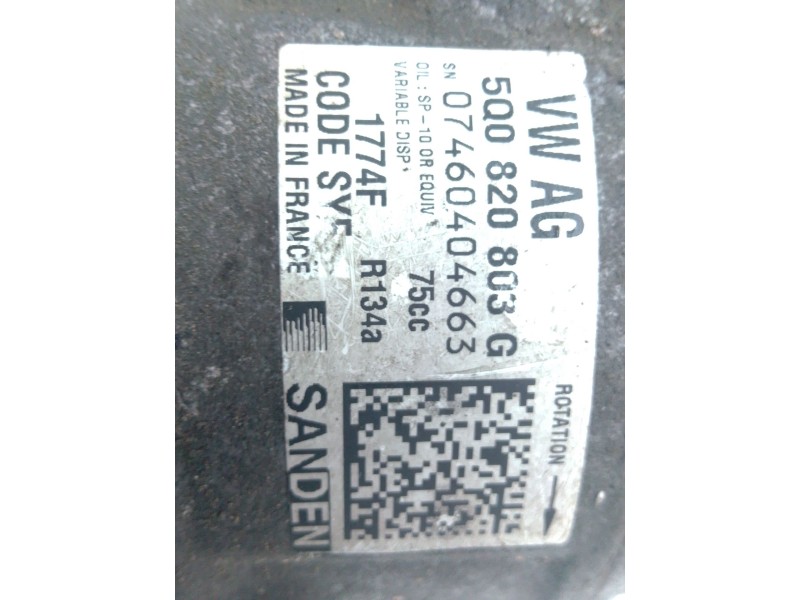 VW AG
5Q0 820 803 G
SN 07460404663
OIL : SP-10 OR EQUIV 75CC
VARIABLE DISP.
1774F R134a
CODE
MADE IN FRANCE
SANDEN
ROTATION